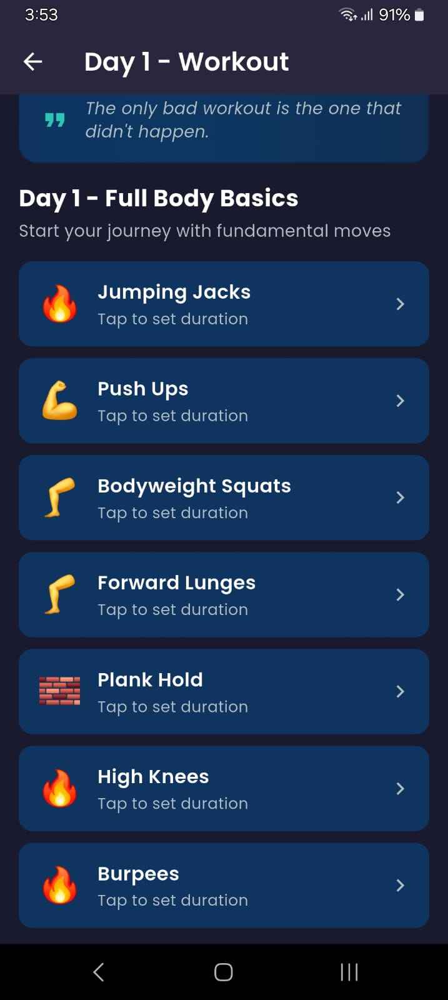 3:53
91%
Day 1 - Workout
The only bad workout is the one that
didn't happen.
Day 1 - Full Body Basics
Start your journey with fundamental moves
Jumping Jacks
Tap to set duration
Push Ups
Tap to set duration
Bodyweight Squats
Tap to set duration
Forward Lunges
Tap to set duration
Plank Hold
Tap to set duration
High Knees
Tap to set duration
Burpees
Tap to set duration